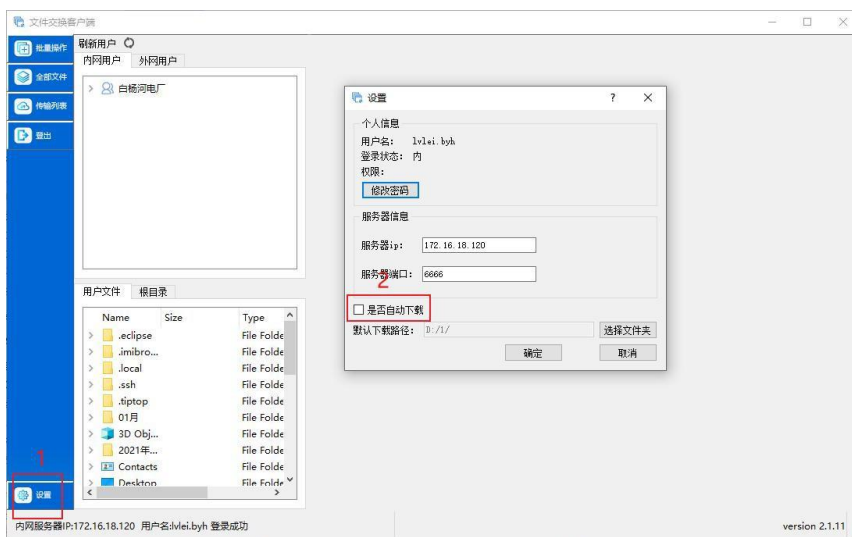 文件交换客户端
批量操作
全部文件
传输列表
登出
刷新用户
内网用户 外网用户
白杨河电厂
用户文件 根目录
Name Size Type
.eclipse File Folde
.imibro... File Folde
.local File Folde
.ssh File Folde
.tiptop File Folde
01月 File Folde
3D Obj... File Folde
2021年... File Folde
Contacts File Folde
Desktop File Folde
1
设置
设置 ?
个人信息
用户名: lvlei.byh
登录状态: 内
权限:
修改密码
服务器信息
服务器ip: 172.16.18.120
服务器端口: 6666
2
是否自动下载
默认下载路径: D:/1/ 选择文件夹
确定 取消
内网服务器IP:172.16.18.120 用户名:lvlei.byh 登录成功 version 2.1.11